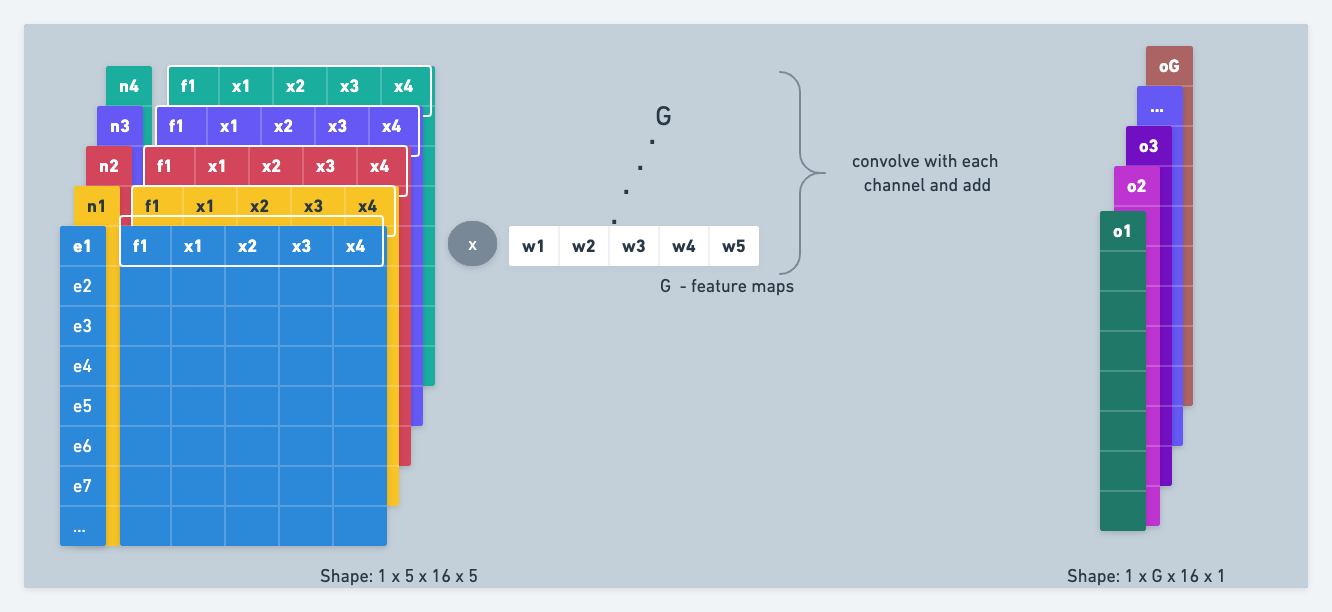 n4 f1 x1 x2 x3 x4
n3 f1 x1 x2 x3 x4
n2 f1 x1 x2 x3 x4
n1 f1 x1 x2 x3 x4
e1 f1 x1 x2 x3 x4
e2
e3
e4
e5
e6
e7
...
x
G
w1 w2 w3 w4 w5
G - feature maps
convolve with each
channel and add
oG
...
o3
o2
o1
Shape: 1 x 5 x 16 x 5
Shape: 1 x G x 16 x 1